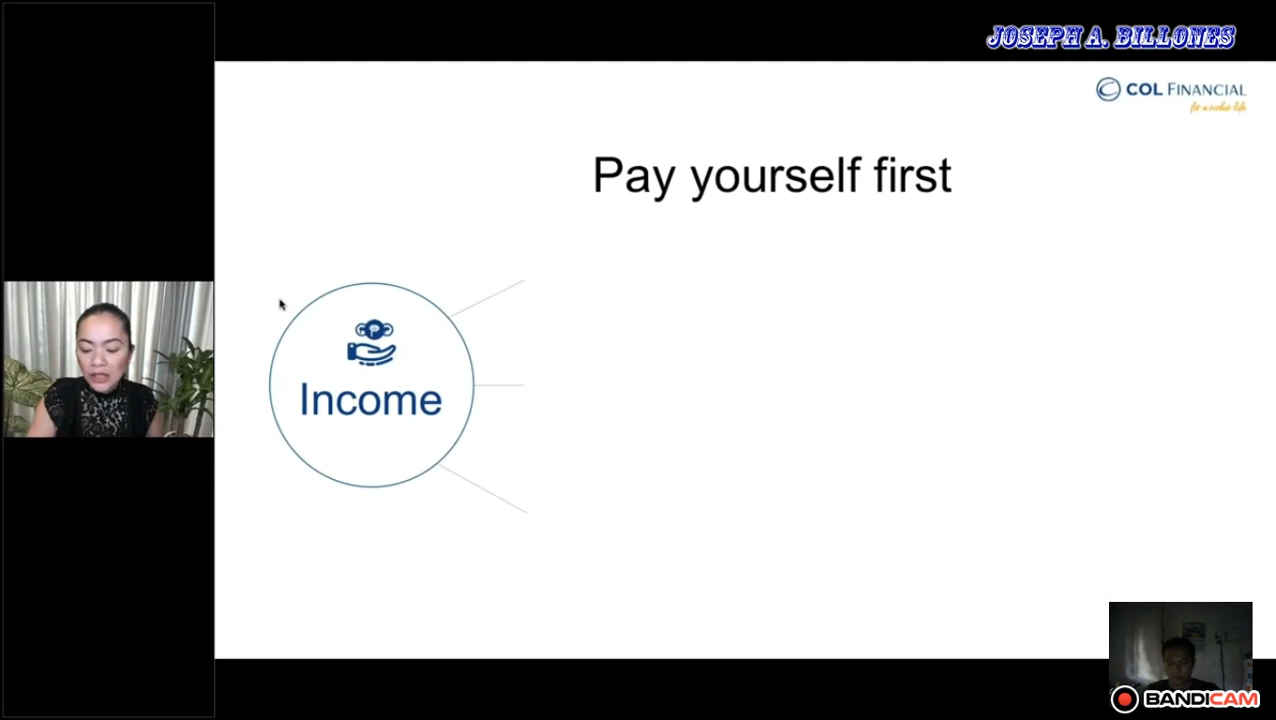 JOSEPH A. BILLONES
COL FINANCIAL
for a richer life
Pay yourself first
P
Income
BANDICAM